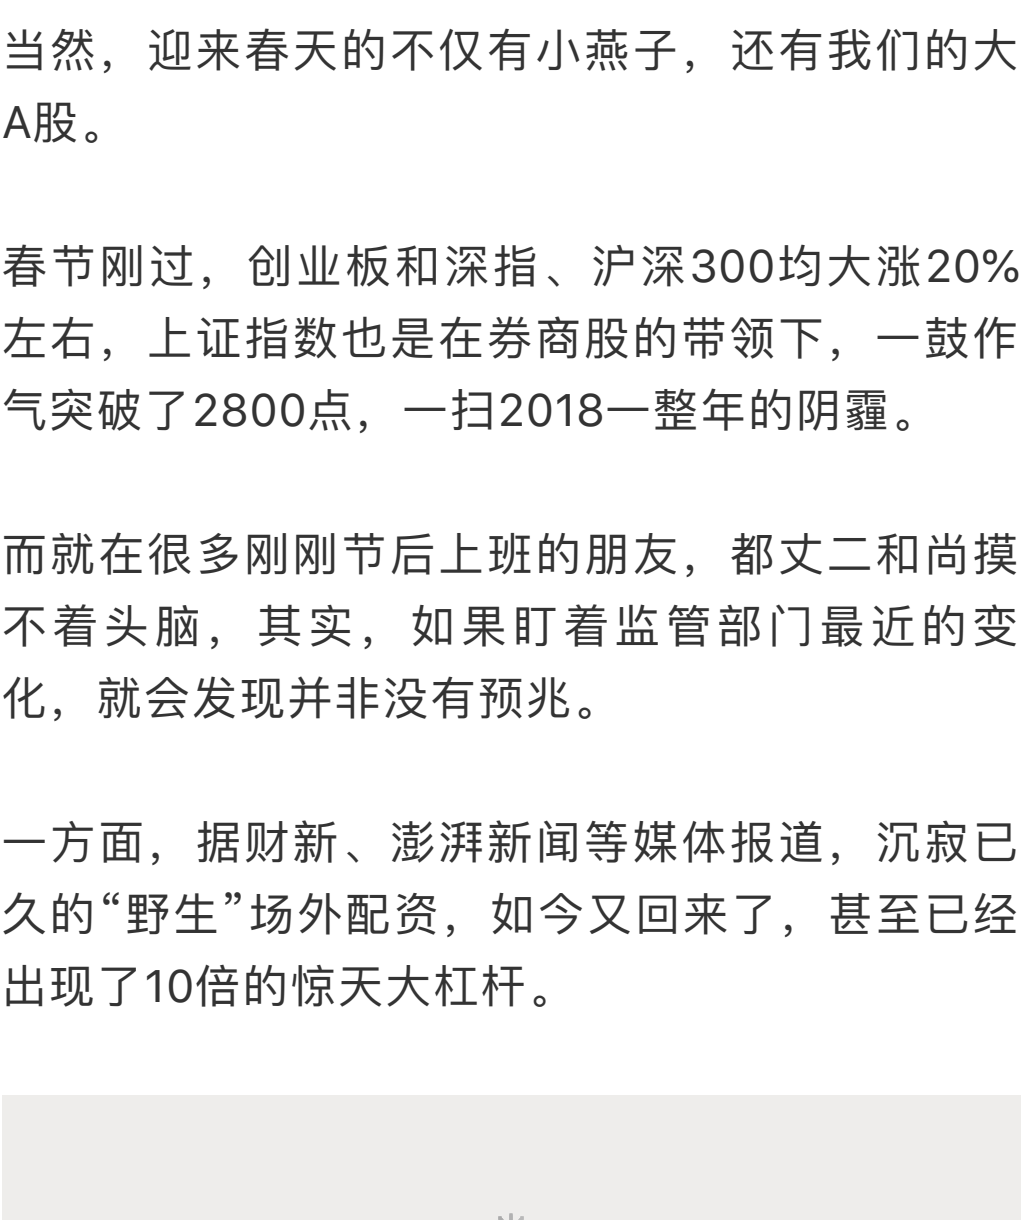 当然，迎来春天的不仅有小燕子，还有我们的大
A股。
春节刚过，创业板和深指、沪深300均大涨20%
左右，上证指数也是在券商股的带领下，一鼓作
气突破了2800点，一扫2018一整年的阴霾。
而就在很多刚刚节后上班的朋友，都丈二和尚摸
不着头脑，其实，如果盯着监管部门最近的变
化，就会发现并非没有预兆。
一方面，据财新、澎湃新闻等媒体报道，沉寂已
久的“野生”场外配资，如今又回来了，甚至已经
出现了10倍的惊天大杠杆。